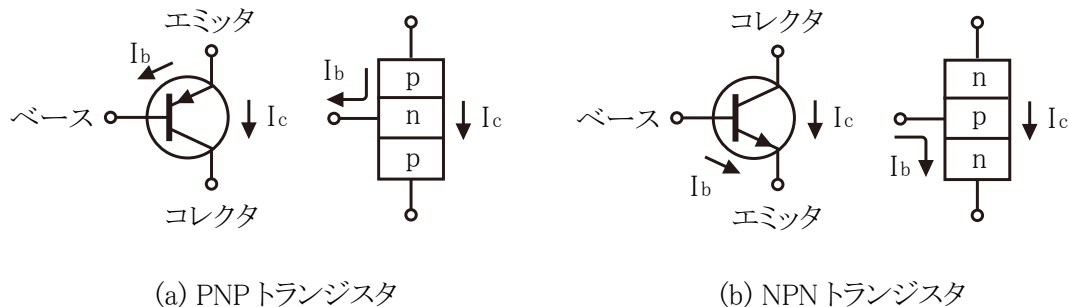 エミッタ
Ib
ベース
Ic
コレクタ
Ib
p
n
p
Ic
(a) PNPトランジスタ
コレクタ
ベース
Ic
Ib
エミッタ
n
p
n
Ic
Ib
(b) NPNトランジスタ